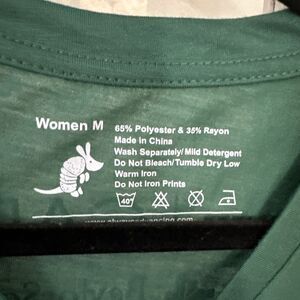 Women M
65% Polyester & 35% Rayon
Made in China
Wash Separately/ Mild Detergent
Do Not Bleach/Tumble Dry Low
Warm Iron
Do Not Iron Prints
40°